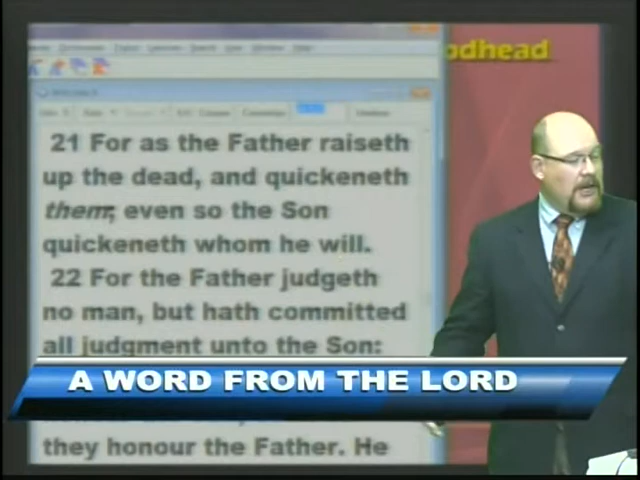 odhead
21 For as the Father raiseth
up the dead, and quickeneth
them; even so the Son
quickeneth whom he will.
22 For the Father judgeth
no man, but hath committed
all judgment unto the Son:
A WORD FROM THE LORD
they honour the Father. He